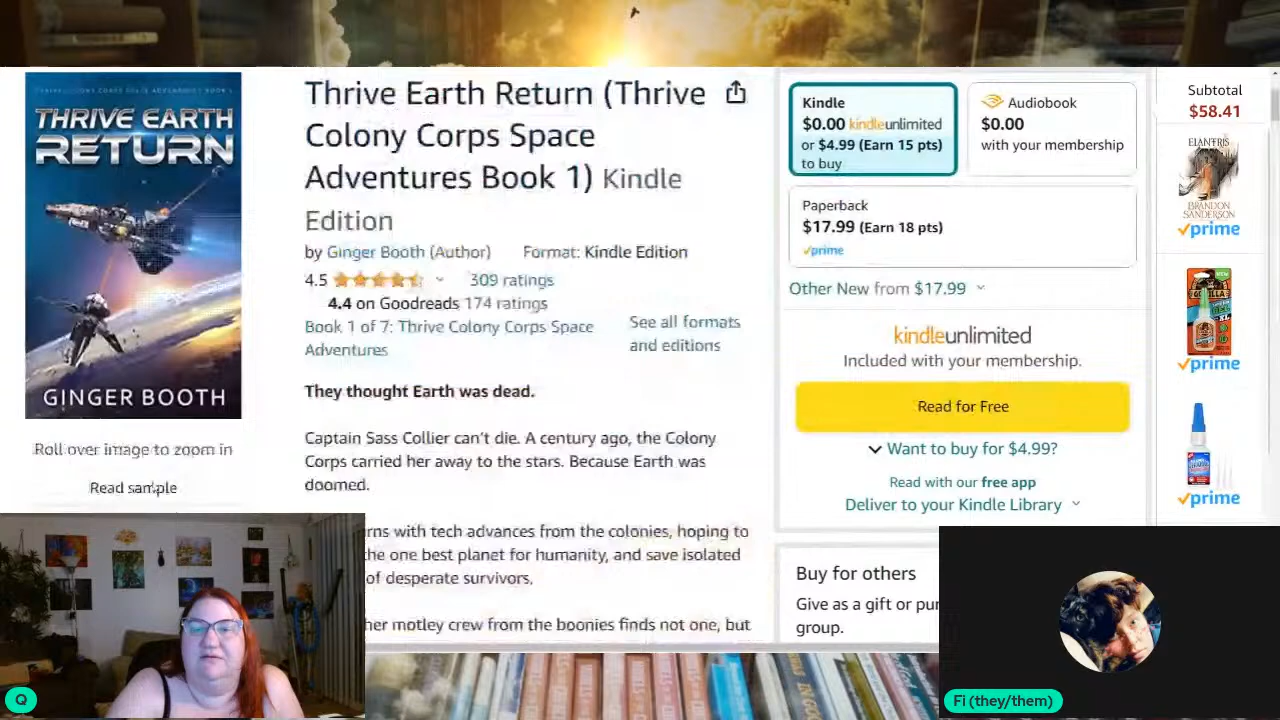 THRIVE EARTH
RETURN
GINGER BOOTH
Roll over image to zoom in
Read sample
Thrive Earth Return (Thrive
Colony Corps Space
Adventures Book 1) Kindle
Edition
by Ginger Booth (Author) Format: Kindle Edition
4.5 309 ratings
4.4 on Goodreads 174 ratings
Book 1 of 7: Thrive Colony Corps Space
Adventures
See all formats
and editions
They thought Earth was dead.
Captain Sass Collier can't die. A century ago, the Colony
Corps carried her away to the stars. Because Earth was
doomed.
rns with tech advances from the colonies, hoping to
the one best planet for humanity, and save isolated
of desperate survivors.
her motley crew from the boonies finds not one, but
Kindle
$0.00 kindleunlimited
or $4.99 (Earn 15 pts)
to buy
Audiobook
$0.00
with your membership
Paperback
$17.99 (Earn 18 pts)
prime
Other New from $17.99
kindleunlimited
Included with your membership.
Read for Free
Want to buy for $4.99?
Read with our free app
Deliver to your Kindle Library
Buy for others
Give as a gift or pur
group.
Subtotal
$58.41
ELANTRIS
BRANDON
SANDERSON
prime
prime
prime
Q
Fi (they/them)